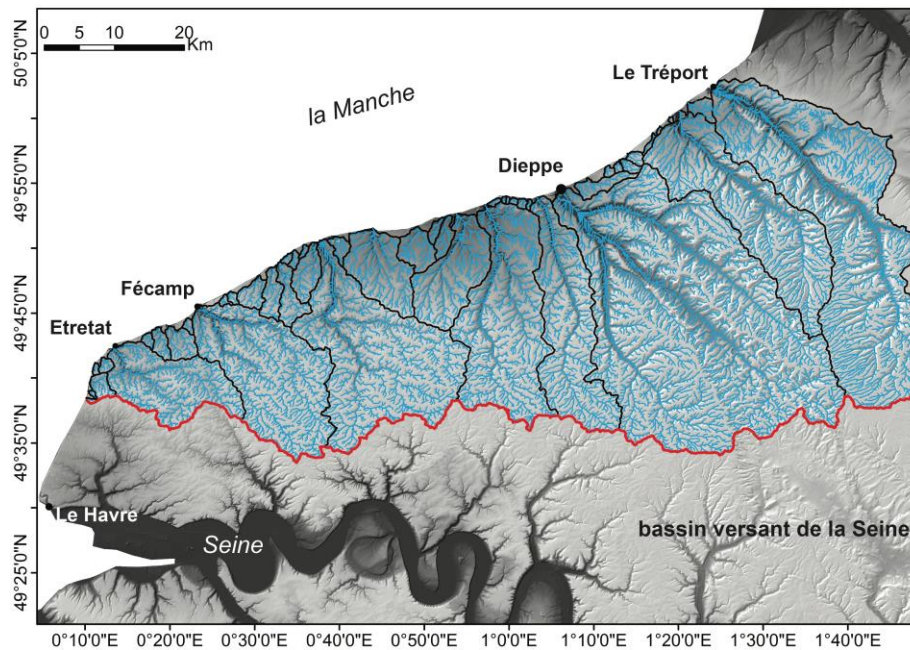 0 5 10 20
Km
50°5'0"N
49°55'0"N
49°45'0"N
49°35'0"N
49°25'0"N
la Manche
Le Tréport
Dieppe
Fécamp
Etretat
Le Havre
Seine
bassin versant de la Seine
0°10'0"E 0°20'0"E 0°30'0"E 0°40'0"E 0°50'0"E 1°0'0"E 1°10'0"E 1°20'0"E 1°30'0"E 1°40'0"E